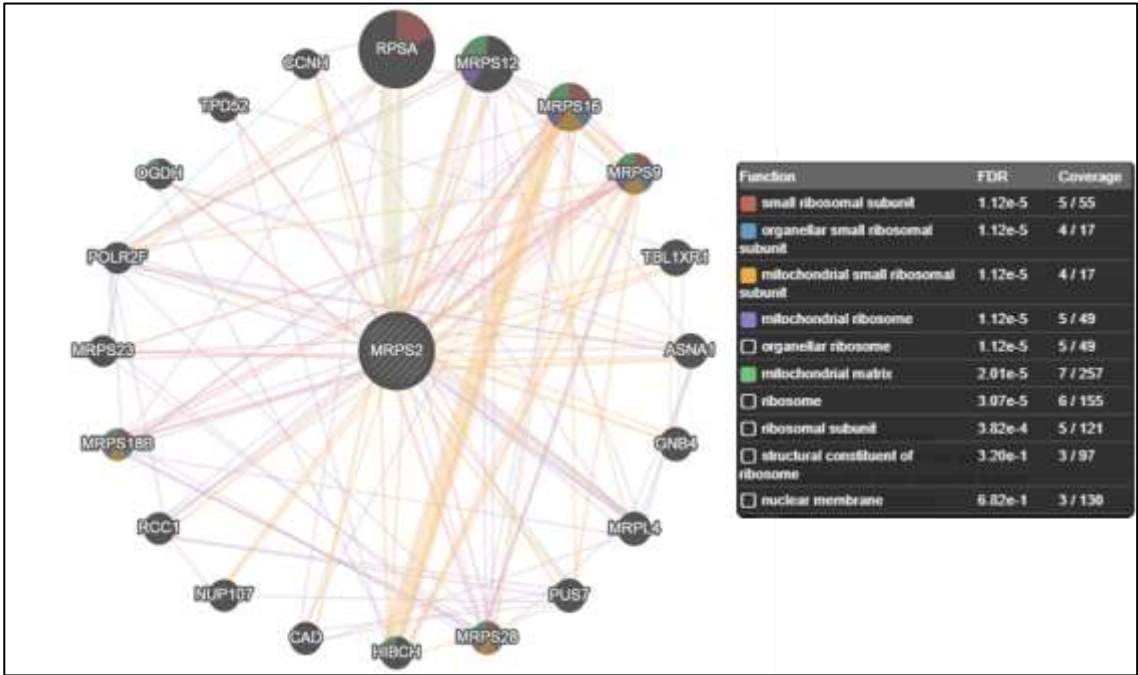 RPSA
CCNH
MRPS12
TPD52
MRPS16
OGDH
MRPS9
POLR2F
TBL1XR1
MRPS23
MRPS2
ASNA1
MRPS18B
GNB4
RCC1
MRPL4
NUP107
PUS7
CAD
HIBCH
MRPS28
Function FDR Coverage
small ribosomal subunit 1.12e-5 5 / 55
organellar small ribosomal
subunit 1.12e-5 4 / 17
mitochondrial small ribosomal
subunit 1.12e-5 4 / 17
mitochondrial ribosome 1.12e-5 5 / 49
organellar ribosome 1.12e-5 5 / 49
mitochondrial matrix 2.01e-5 7 / 257
ribosome 3.07e-5 6 / 155
ribosomal subunit 3.82e-4 5 / 121
structural constituent of
ribosome 3.20e-1 3 / 97
nuclear membrane 6.82e-1 3 / 130